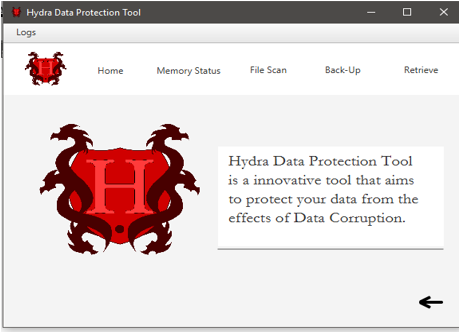 Hydra Data Protection Tool
Logs
H
Home Memory Status File Scan Back-Up Retrieve
H
Hydra Data Protection Tool
is a innovative tool that aims
to protect your data from the
effects of Data Corruption.